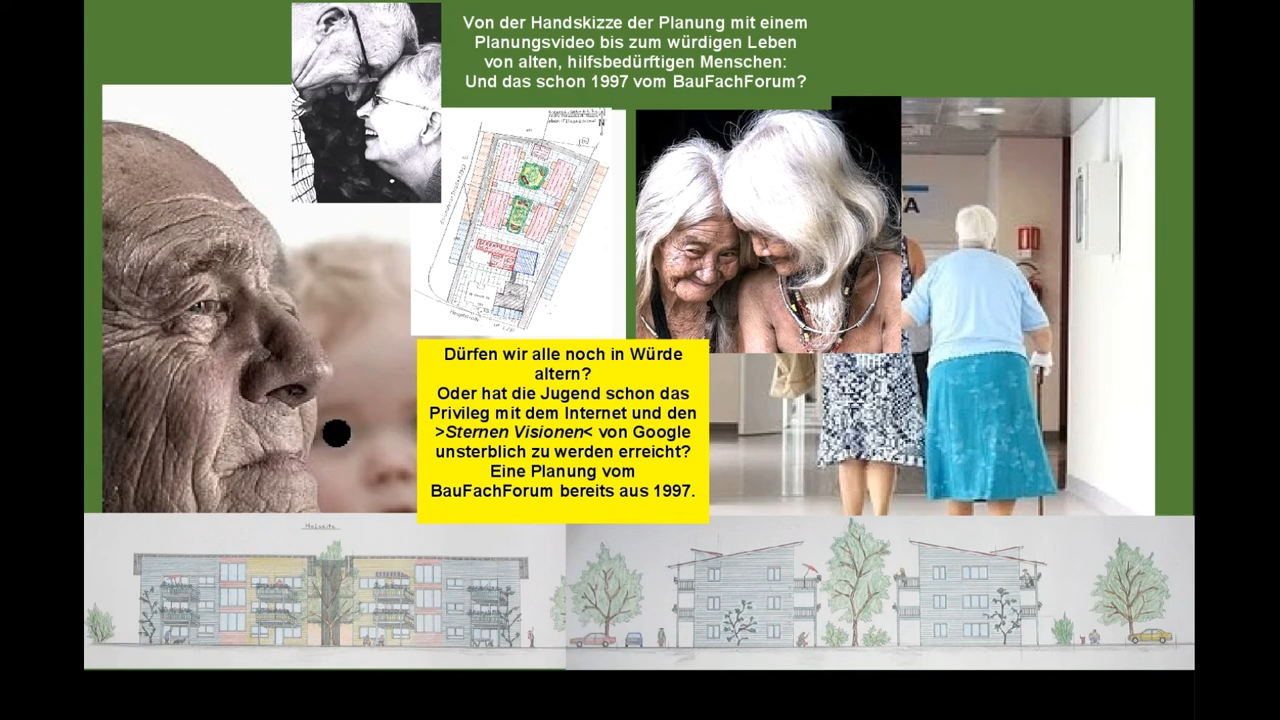 Von der Handskizze der Planung mit einem
Planungsvideo bis zum würdigen Leben
von alten, hilfsbedürftigen Menschen:
Und das schon 1997 vom BauFachForum?
A
Dürfen wir alle noch in Würde
altern?
Oder hat die Jugend schon das
Privileg mit dem Internet und den
>Sternen Visionen< von Google
unsterblich zu werden erreicht?
Eine Planung vom
BauFachForum bereits aus 1997.